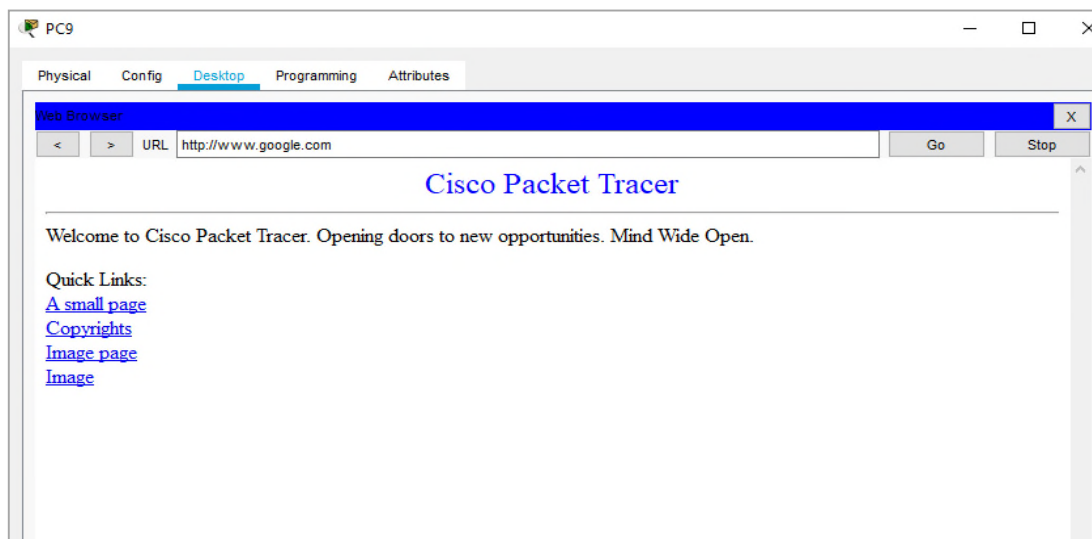 PC9
Physical Config Desktop Programming Attributes
Web Browser
X
< > URL http://www.google.com Go Stop
Cisco Packet Tracer
Welcome to Cisco Packet Tracer. Opening doors to new opportunities. Mind Wide Open.
Quick Links:
A small page
Copyrights
Image page
Image